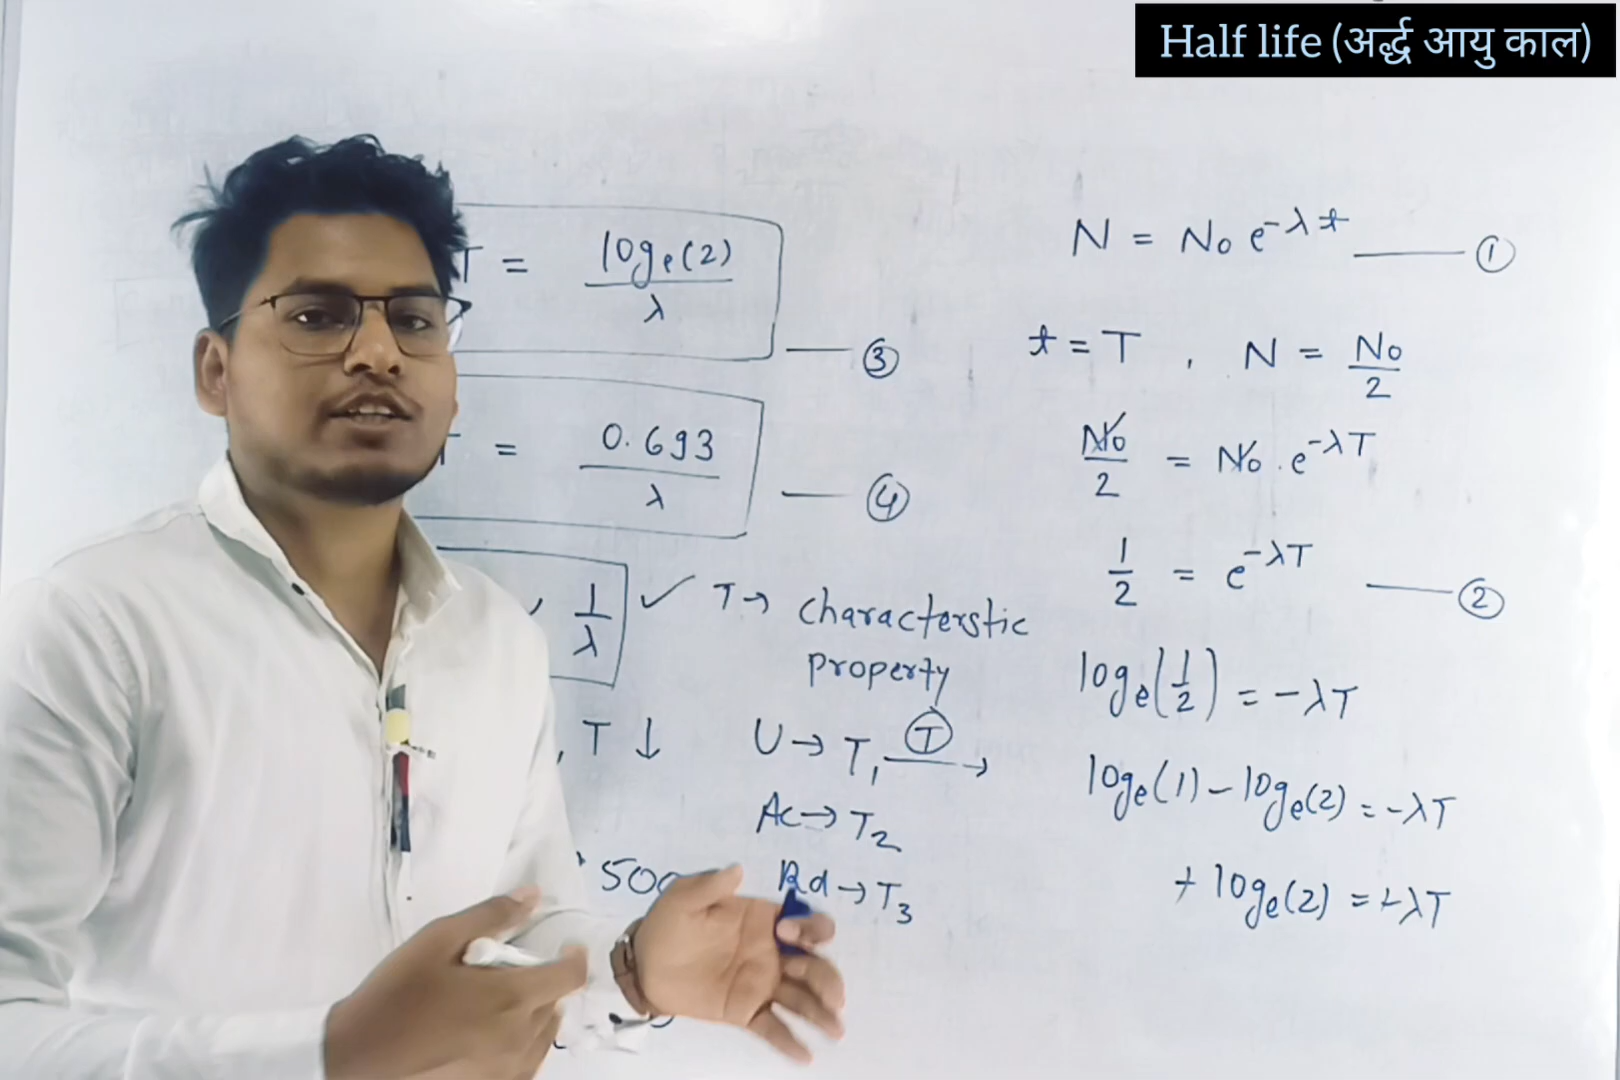 Half life (अर्द्ध आयु काल)
T = logₑ(2) / λ —— ③
= 0.693 / λ —— ④
1 / λ ✓
, T ↓
T → characterstic
property
U → T₁ Ⓣ →
Ac → T₂
Rd → T₃
N = N₀ e^(-λt) —— ①
t = T , N = N₀ / 2
N₀ / 2 = N₀ . e^(-λT)
1 / 2 = e^(-λT) —— ②
logₑ(1/2) = -λT
logₑ(1) - logₑ(2) = -λT
+ logₑ(2) = +λT